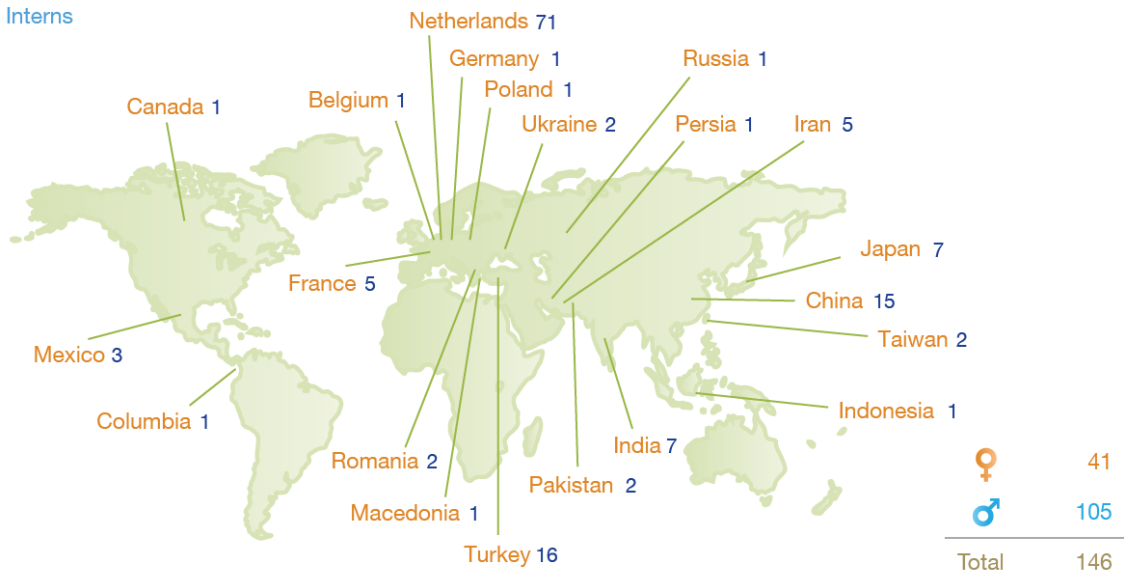 Interns
Netherlands 71
Germany 1
Russia 1
Poland 1
Belgium 1
Canada 1
Ukraine 2
Persia 1
Iran 5
Japan 7
France 5
China 15
Taiwan 2
Mexico 3
Indonesia 1
Columbia 1
India 7
Romania 2
Pakistan 2
Macedonia 1
Turkey 16
♀ 41
♂ 105
Total 146